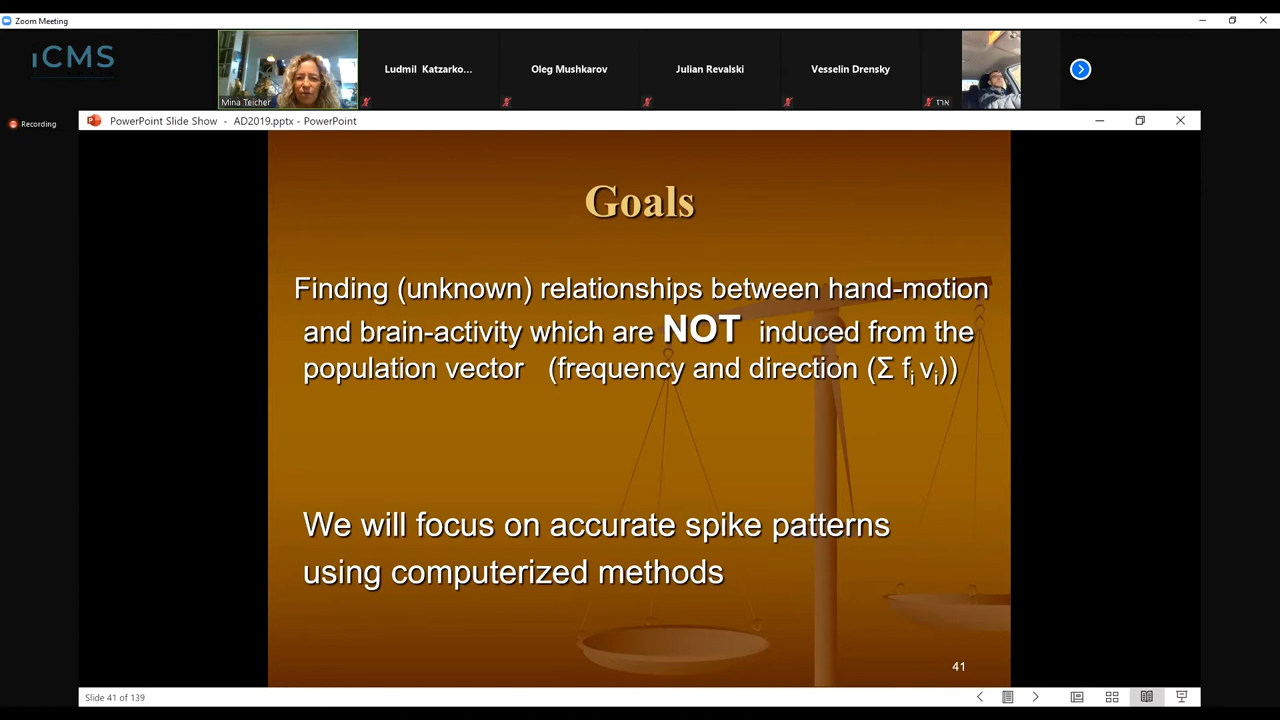 Zoom Meeting
iCMS
Mina Teicher
Ludmil Katzarko...
Oleg Mushkarov
Julian Revalski
Vesselin Drensky
ארז
Recording
PowerPoint Slide Show - AD2019.pptx - PowerPoint
Goals
Finding (unknown) relationships between hand-motion
and brain-activity which are NOT induced from the
population vector (frequency and direction (Σ fi vi))
We will focus on accurate spike patterns
using computerized methods
41
Slide 41 of 139